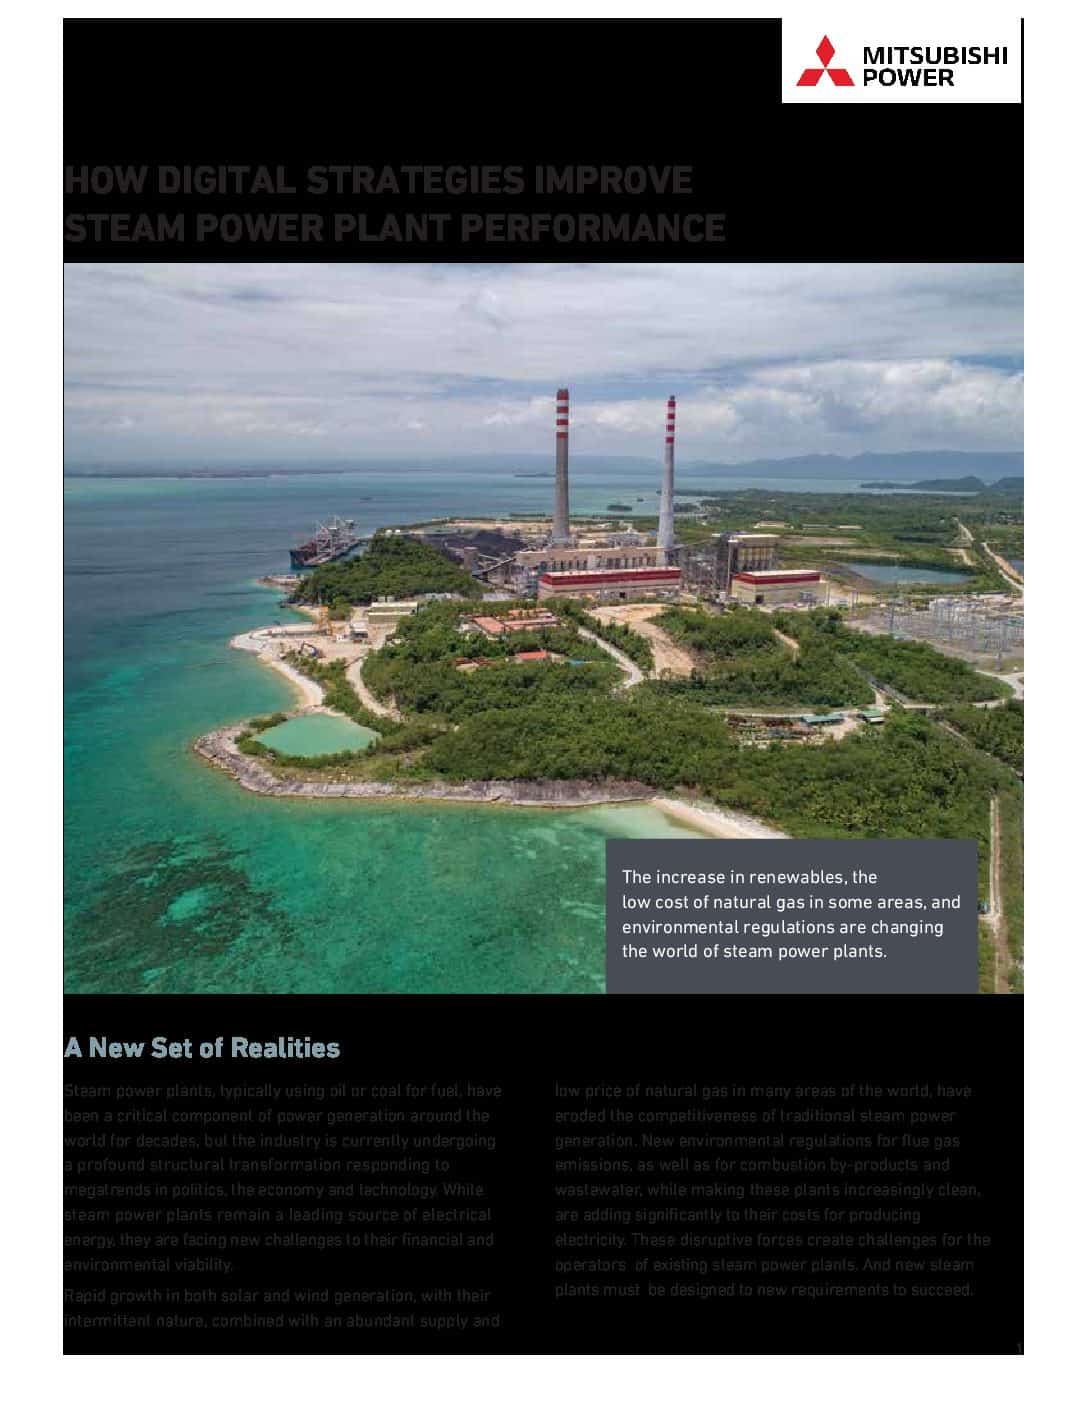 MITSUBISHI
POWER
HOW DIGITAL STRATEGIES IMPROVE
STEAM POWER PLANT PERFORMANCE
The increase in renewables, the
low cost of natural gas in some areas, and
environmental regulations are changing
the world of steam power plants.
A New Set of Realities
Steam power plants, typically using oil or coal for fuel, have
been a critical component of power generation around the
world for decades, but the industry is currently undergoing
a profound structural transformation responding to
megatrends in politics, the economy and technology. While
steam power plants remain a leading source of electrical
energy, they are facing new challenges to their financial and
environmental viability.
Rapid growth in both solar and wind generation, with their
intermittent nature, combined with an abundant supply and
low price of natural gas in many areas of the world, have
eroded the competitiveness of traditional steam power
generation. New environmental regulations for flue gas
emissions, as well as for combustion by-products and
wastewater, while making these plants increasingly clean,
are adding significantly to their costs for producing
electricity. These disruptive forces create challenges for the
operators of existing steam power plants. And new steam
plants must be designed to new requirements to succeed.
1